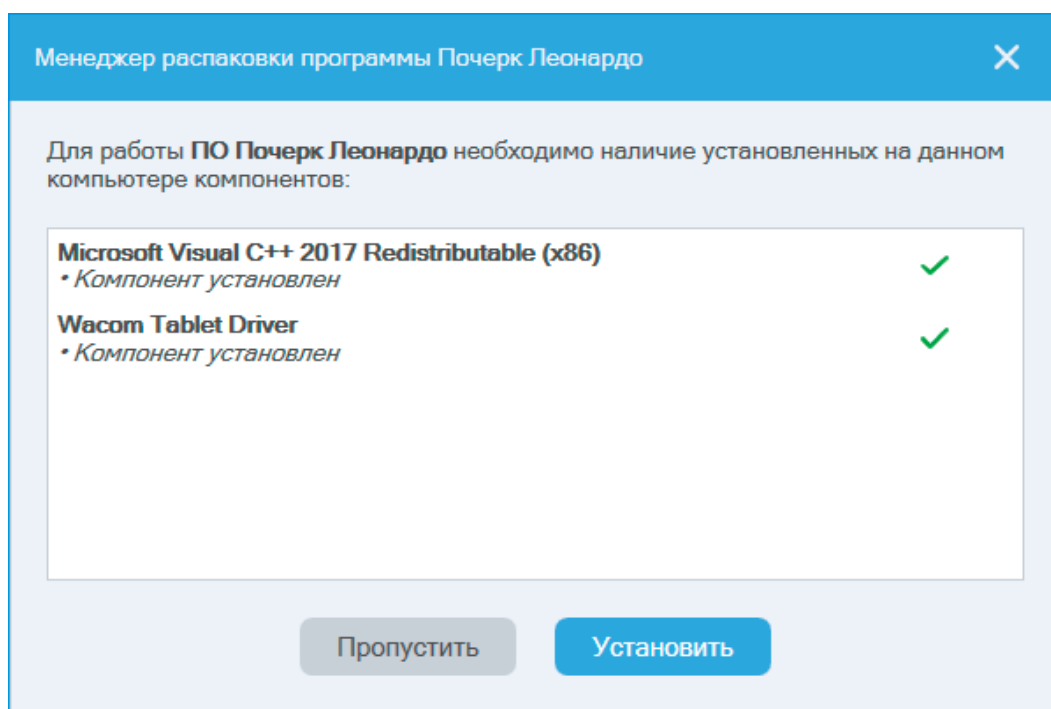 Менеджер распаковки программы Почерк Леонардо
Для работы ПО Почерк Леонардо необходимо наличие установленных на данном
компьютере компонентов:
Microsoft Visual C++ 2017 Redistributable (x86)
• Компонент установлен
Wacom Tablet Driver
• Компонент установлен
Пропустить
Установить